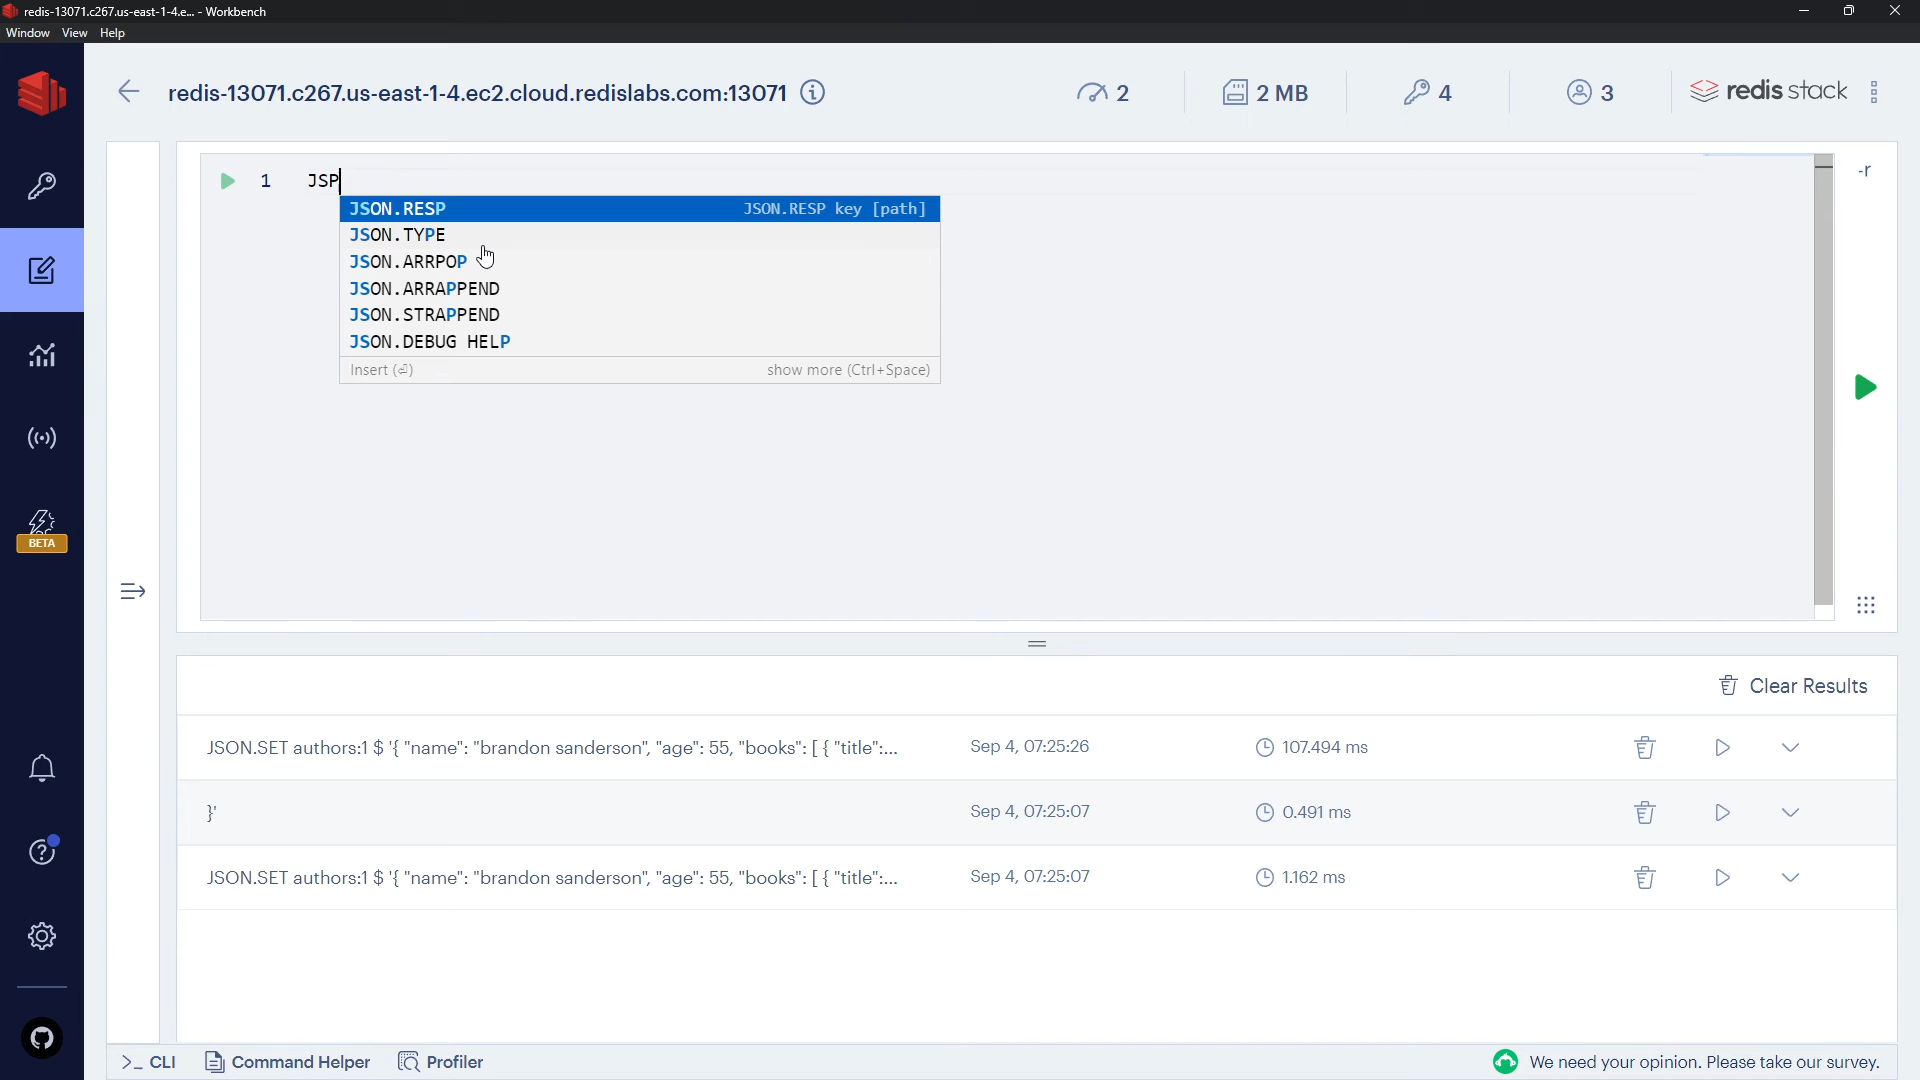 redis-13071.c267.us-east-1-4.e... - Workbench
Window View Help
redis-13071.c267.us-east-1-4.ec2.cloud.redislabs.com:13071
2
2 MB
4
3
redis stack
1 JSP
-r
JSON.RESP JSON.RESP key [path]
JSON.TYPE
JSON.ARRPOP
JSON.ARRAPPEND
JSON.STRAPPEND
JSON.DEBUG HELP
Insert (⏎) show more (Ctrl+Space)
BETA
Clear Results
JSON.SET authors:1 $ '{ "name": "brandon sanderson", "age": 55, "books": [ { "title":... Sep 4, 07:25:26 107.494 ms
}' Sep 4, 07:25:07 0.491 ms
JSON.SET authors:1 $ '{ "name": "brandon sanderson", "age": 55, "books": [ { "title":... Sep 4, 07:25:07 1.162 ms
>_ CLI Command Helper Profiler We need your opinion. Please take our survey.